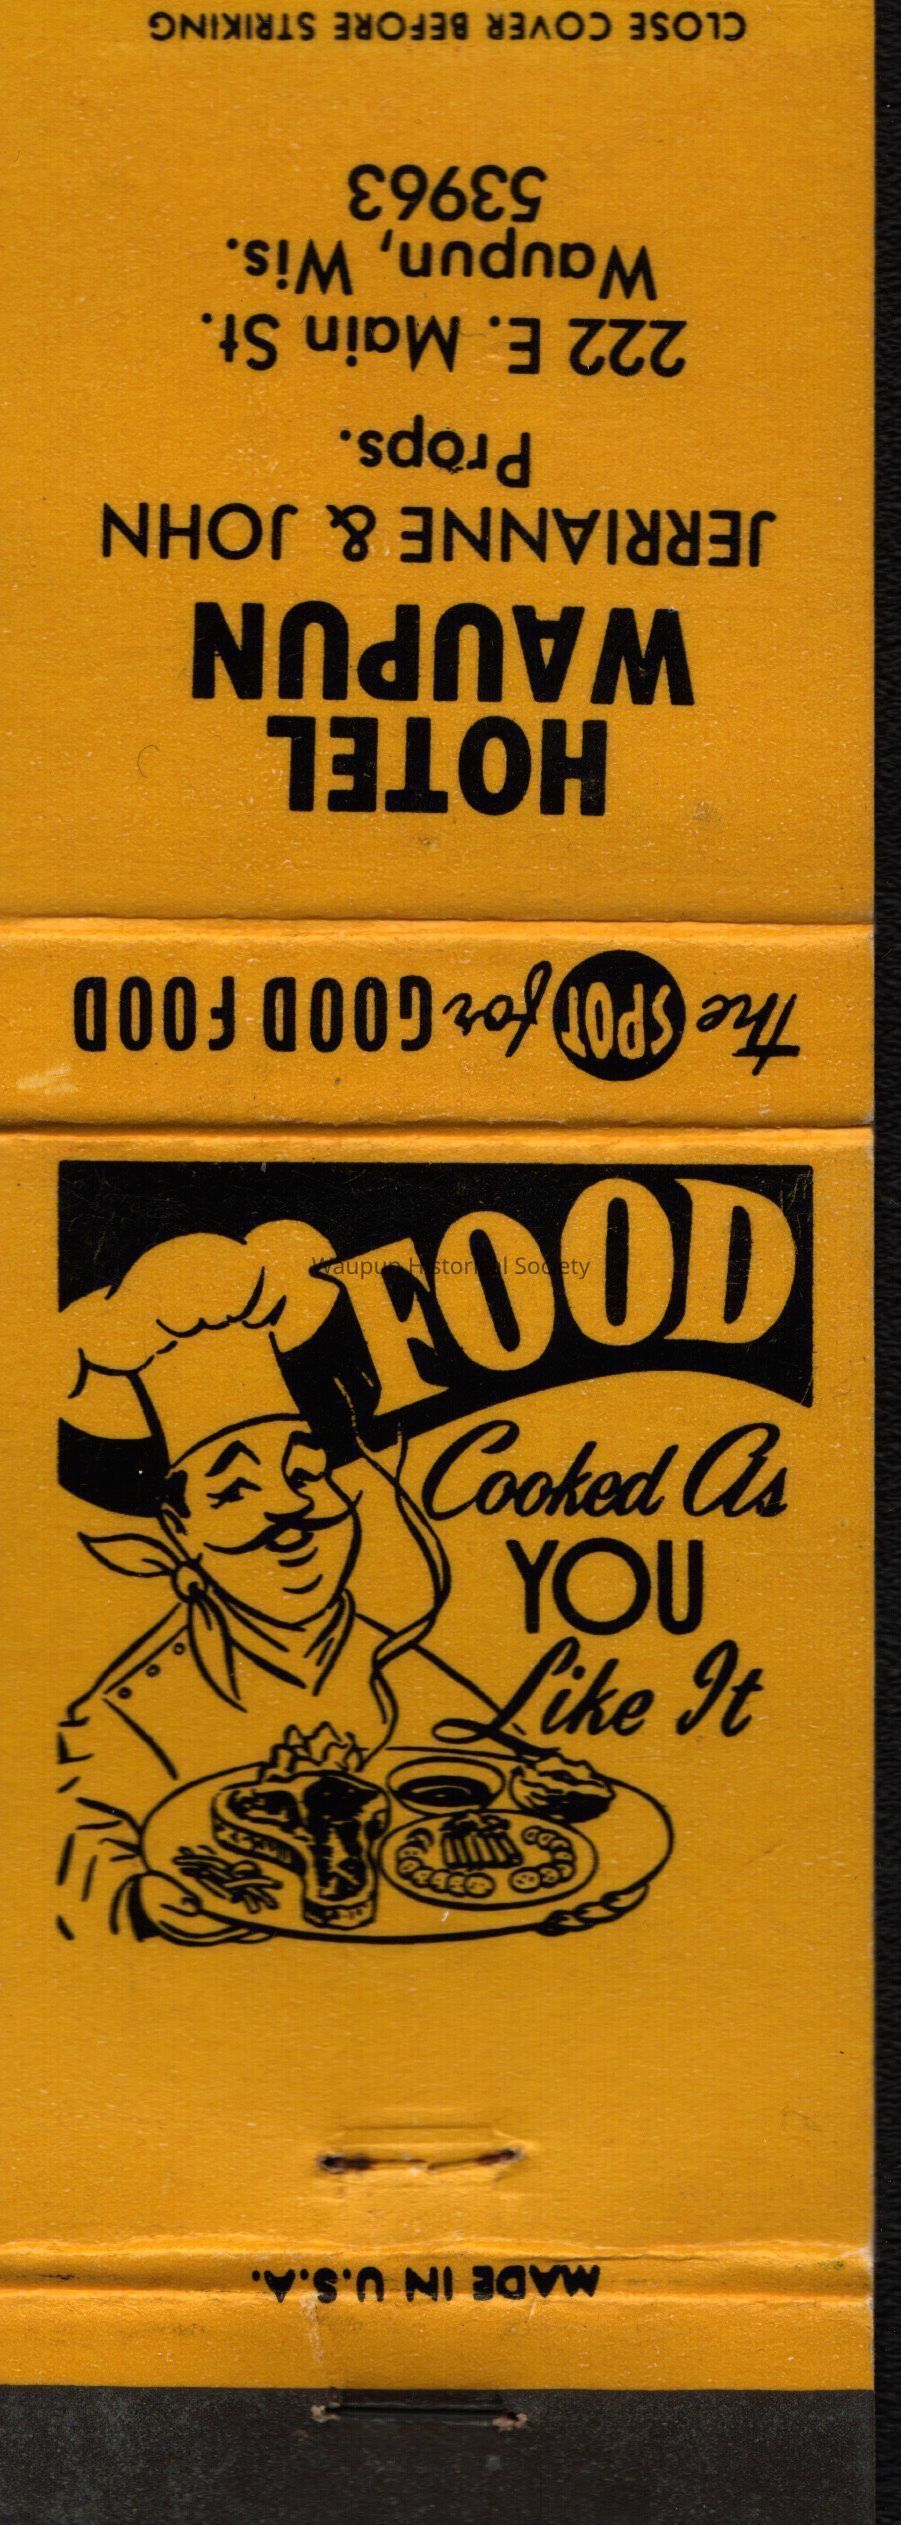 CLOSE COVER BEFORE STRIKING
HOTEL
WAUPUN
JERRIANNE & JOHN
Props.
222 E. Main St.
Waupun, Wis.
53963
The SPOT for GOOD FOOD
FOOD
Waupun Historical Society
Cooked As
YOU
Like It
MADE IN U.S.A.